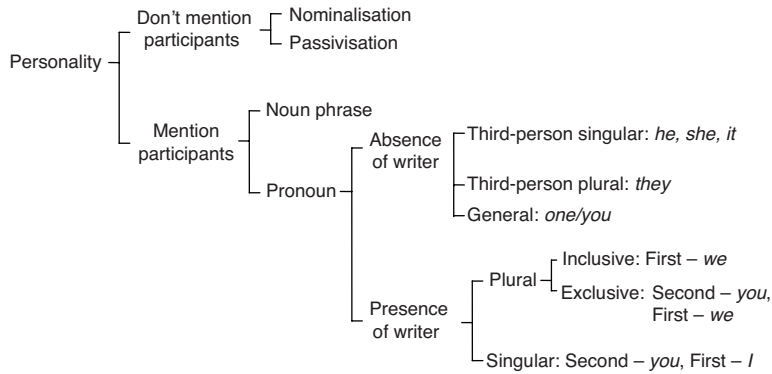 Personality
Don't mention
participants
Nominalisation
Passivisation
Mention
participants
Noun phrase
Pronoun
Absence
of writer
Third-person singular: he, she, it
Third-person plural: they
General: one/you
Presence
of writer
Plural
Inclusive: First – we
Exclusive: Second – you,
First – we
Singular: Second – you, First – I